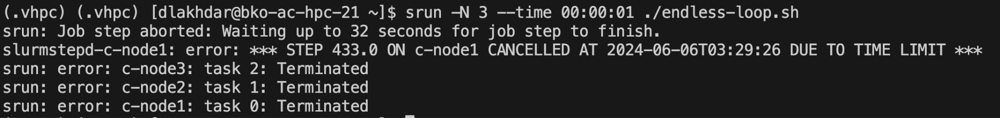 (.vhpc) (.vhpc) [dlakhdar@bko-ac-hpc-21 ~]$ srun -N 3 --time 00:00:01 ./endless-loop.sh
srun: Job step aborted: Waiting up to 32 seconds for job step to finish.
slurmstepd-c-node1: error: *** STEP 433.0 ON c-node1 CANCELLED AT 2024-06-06T03:29:26 DUE TO TIME LIMIT ***
srun: error: c-node3: task 2: Terminated
srun: error: c-node2: task 1: Terminated
srun: error: c-node1: task 0: Terminated